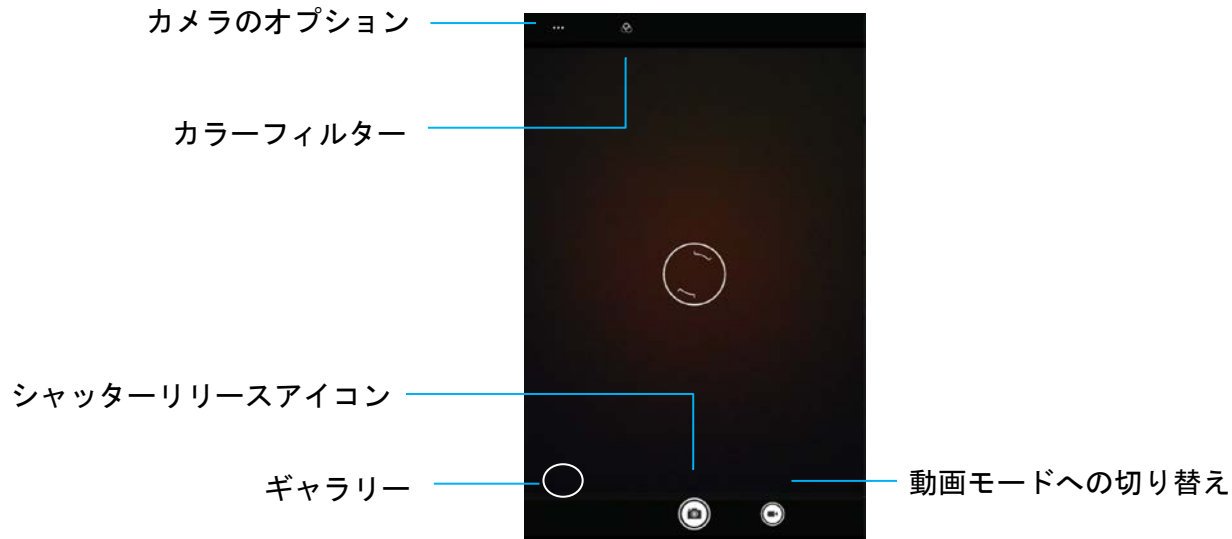 カメラのオプション
カラーフィルター
シャッターリリースアイコン
ギャラリー
動画モードへの切り替え